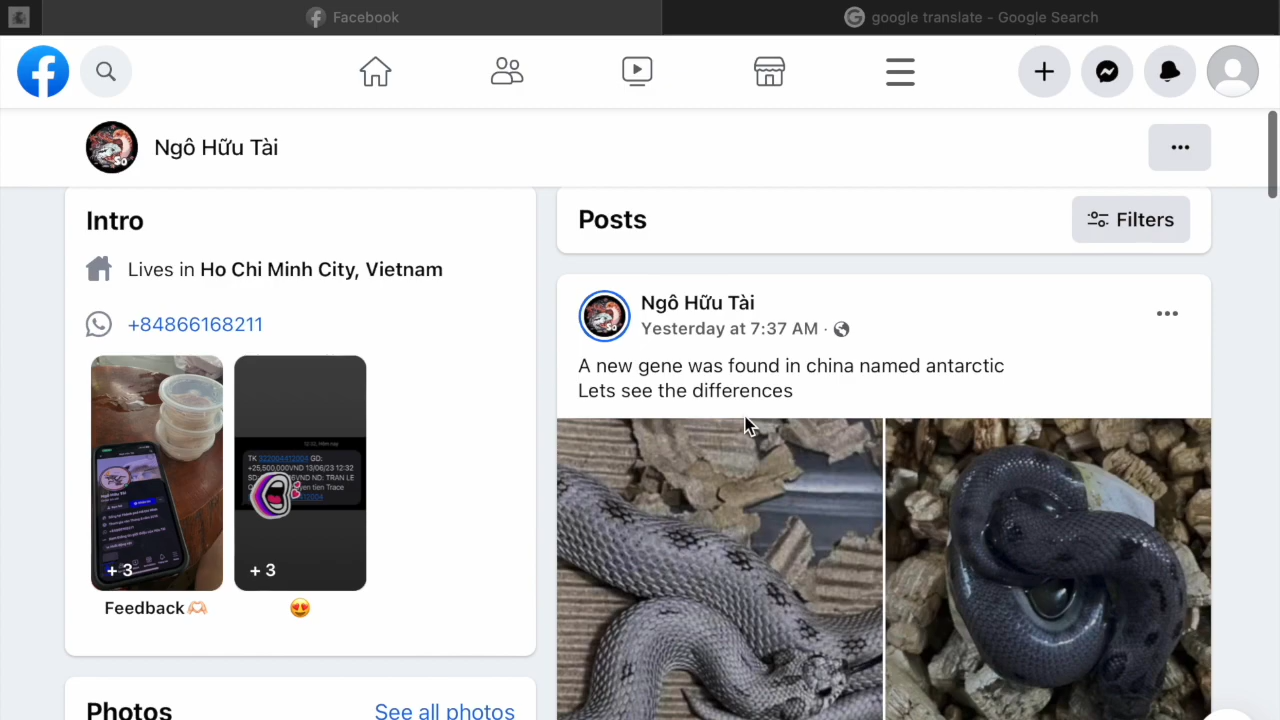 Facebook
google translate - Google Search
Ngô Hữu Tài
Intro
Lives in Ho Chi Minh City, Vietnam
+84866168211
+3
+3
Feedback🫶🏻
😍
Photos
See all photos
Posts
Filters
Ngô Hữu Tài
Yesterday at 7:37 AM ·
A new gene was found in china named antarctic
Lets see the differences